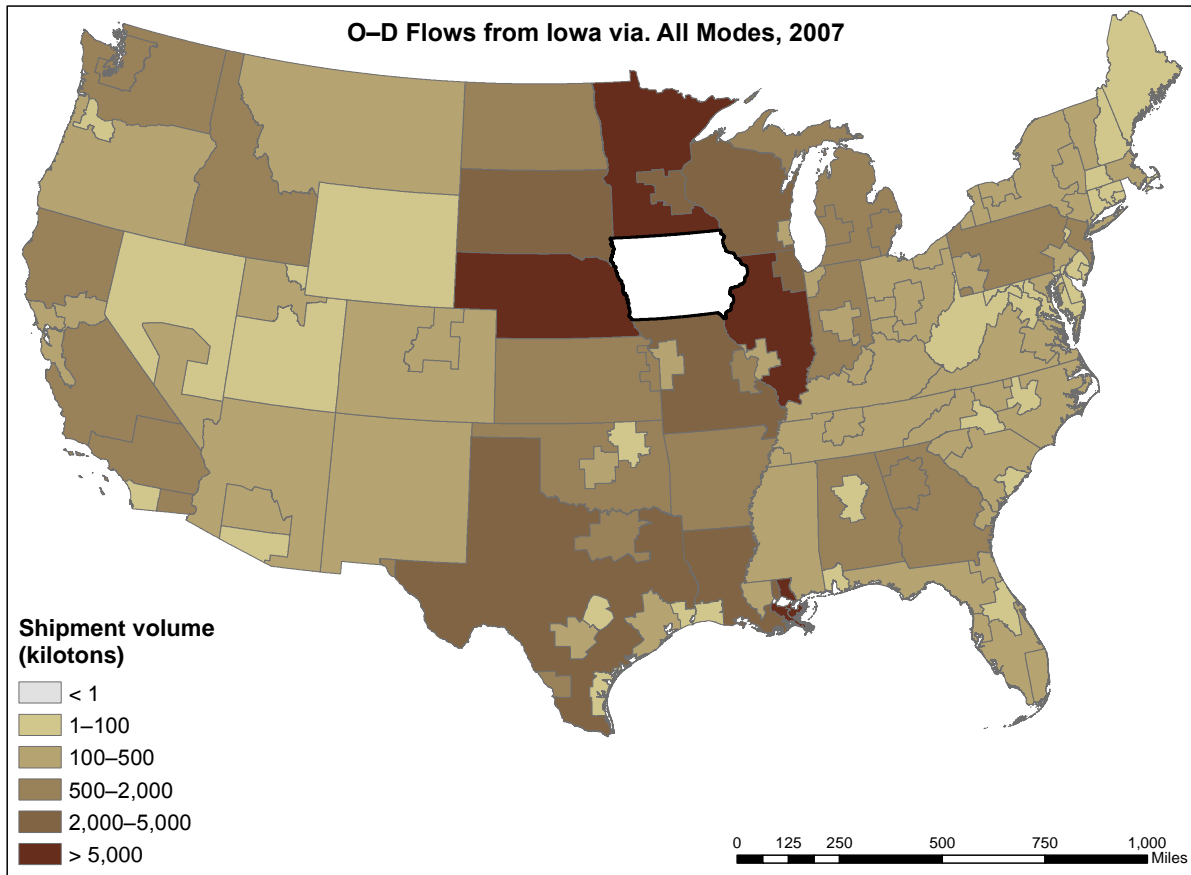 O–D Flows from Iowa via. All Modes, 2007
Shipment volume
(kilotons)
< 1
1–100
100–500
500–2,000
2,000–5,000
> 5,000
0 125 250 500 750 1,000
Miles